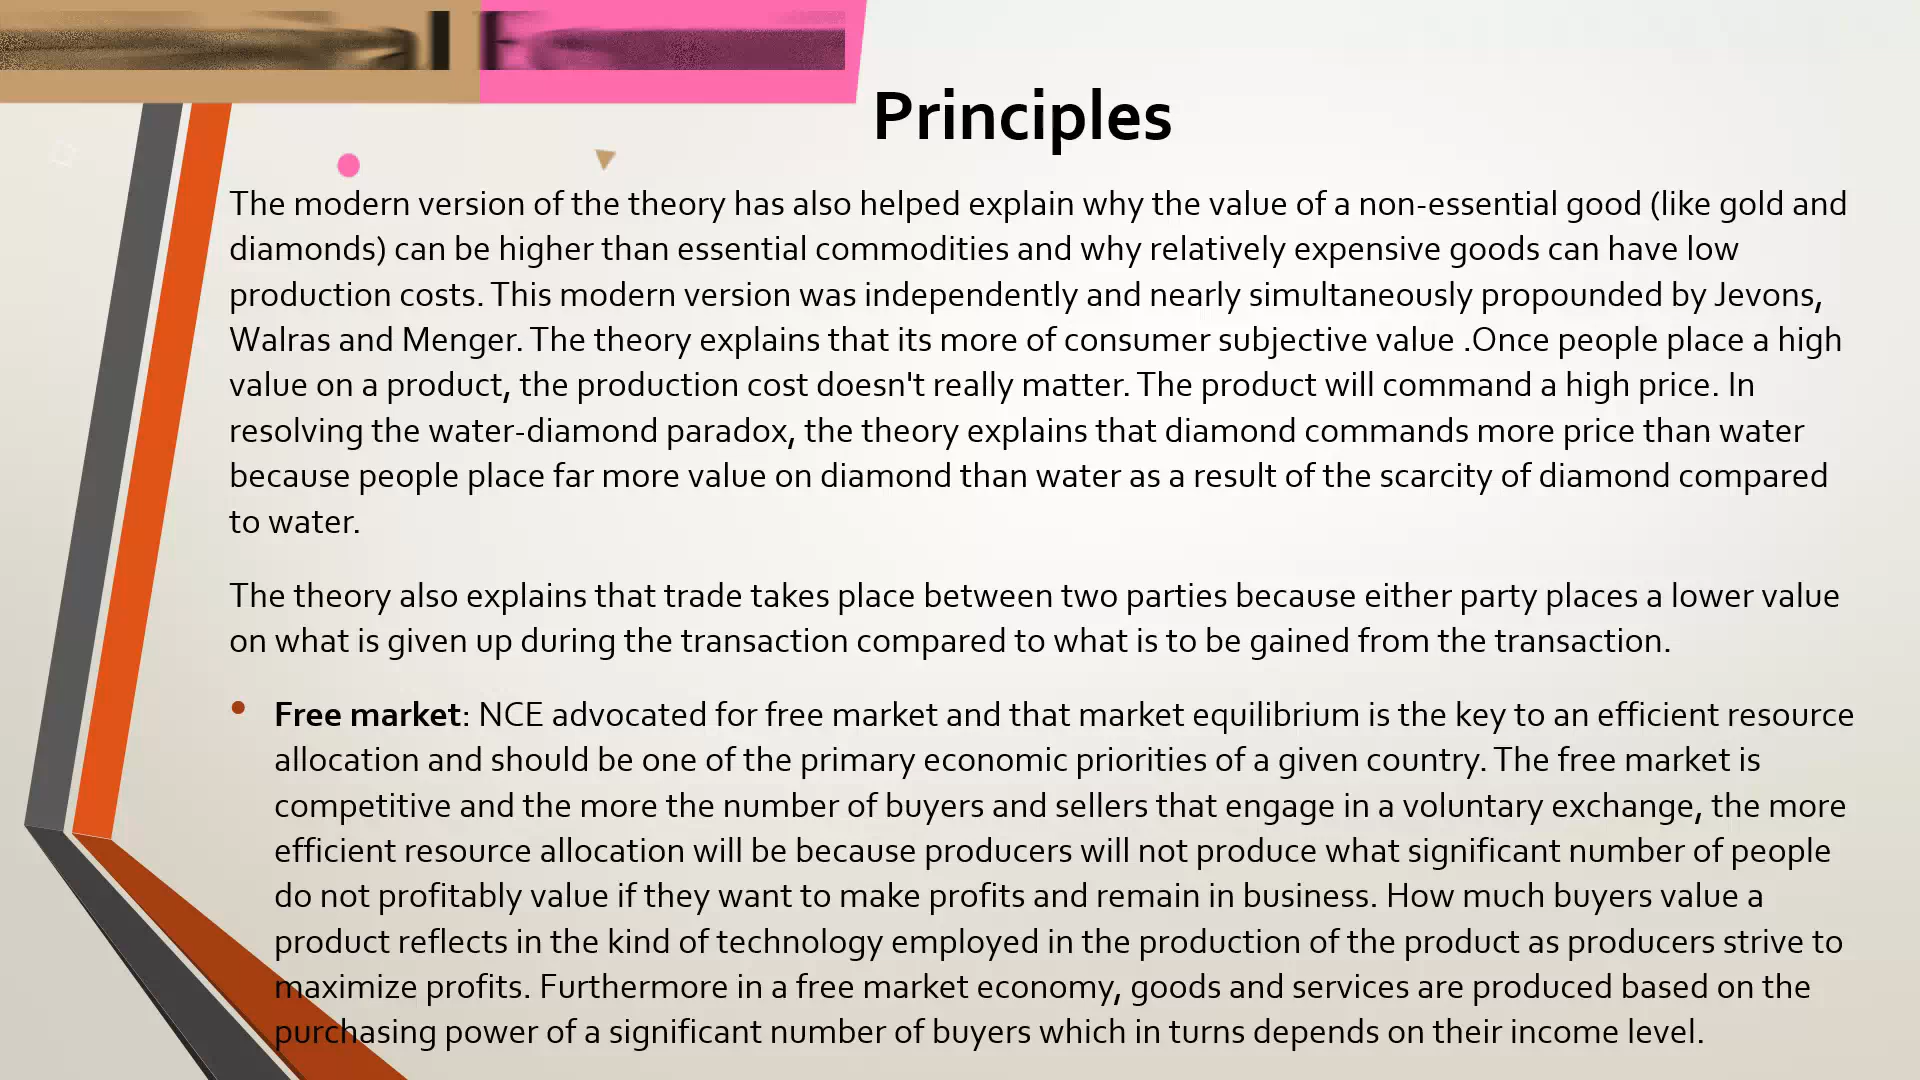 Principles
The modern version of the theory has also helped explain why the value of a non-essential good (like gold and
diamonds) can be higher than essential commodities and why relatively expensive goods can have low
production costs. This modern version was independently and nearly simultaneously propounded by Jevons,
Walras and Menger. The theory explains that its more of consumer subjective value .Once people place a high
value on a product, the production cost doesn't really matter. The product will command a high price. In
resolving the water-diamond paradox, the theory explains that diamond commands more price than water
because people place far more value on diamond than water as a result of the scarcity of diamond compared
to water.
The theory also explains that trade takes place between two parties because either party places a lower value
on what is given up during the transaction compared to what is to be gained from the transaction.
• Free market: NCE advocated for free market and that market equilibrium is the key to an efficient resource
allocation and should be one of the primary economic priorities of a given country. The free market is
competitive and the more the number of buyers and sellers that engage in a voluntary exchange, the more
efficient resource allocation will be because producers will not produce what significant number of people
do not profitably value if they want to make profits and remain in business. How much buyers value a
product reflects in the kind of technology employed in the production of the product as producers strive to
maximize profits. Furthermore in a free market economy, goods and services are produced based on the
purchasing power of a significant number of buyers which in turns depends on their income level.